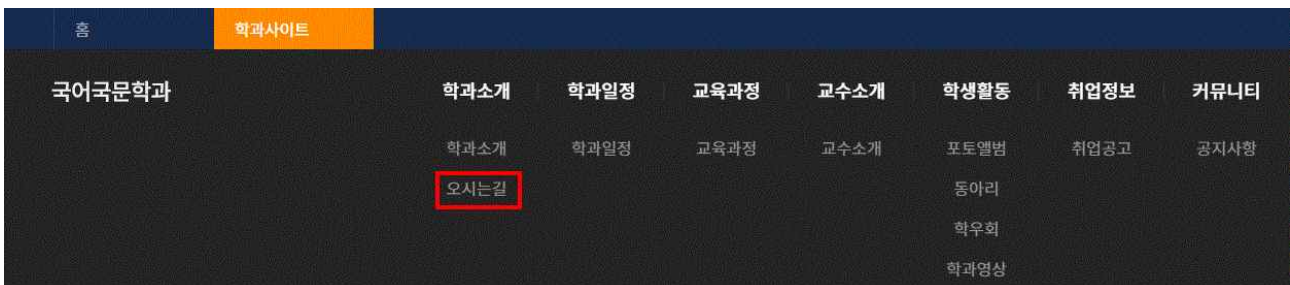 홈 학과사이트
국어국문학과 학과소개 학과일정 교육과정 교수소개 학생활동 취업정보 커뮤니티
학과소개 학과일정 교육과정 교수소개 포토앨범 취업공고 공지사항
오시는길 동아리
학우회
학과영상